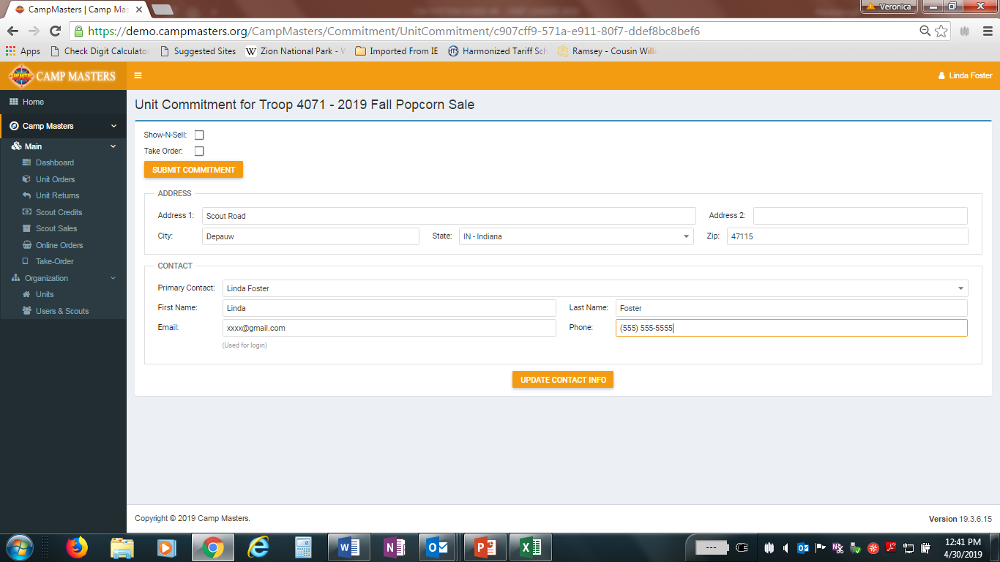 CampMasters | Camp Mas
Veronica
https://demo.campmasters.org/CampMasters/Commitment/UnitCommitment/c907cff9-571a-e911-80f7-ddef8bc8bef6
Apps Check Digit Calculator Suggested Sites Zion National Park - W Imported From IE Harmonized Tariff Sch Ramsey - Cousin Willi
CAMP MASTERS
Linda Foster
Home
Camp Masters
Main
Dashboard
Unit Orders
Unit Returns
Scout Credits
Scout Sales
Online Orders
Take-Order
Organization
Units
Users & Scouts
Unit Commitment for Troop 4071 - 2019 Fall Popcorn Sale
Show-N-Sell:
Take Order:
SUBMIT COMMITMENT
ADDRESS
Address 1: Scout Road Address 2:
City: Depauw State: IN - Indiana Zip: 47115
CONTACT
Primary Contact: Linda Foster
First Name: Linda Last Name: Foster
Email: xxxx@gmail.com Phone: (555) 555-5555
(Used for login)
UPDATE CONTACT INFO
Copyright © 2019 Camp Masters. Version 19.3.6.15
12:41 PM
4/30/2019